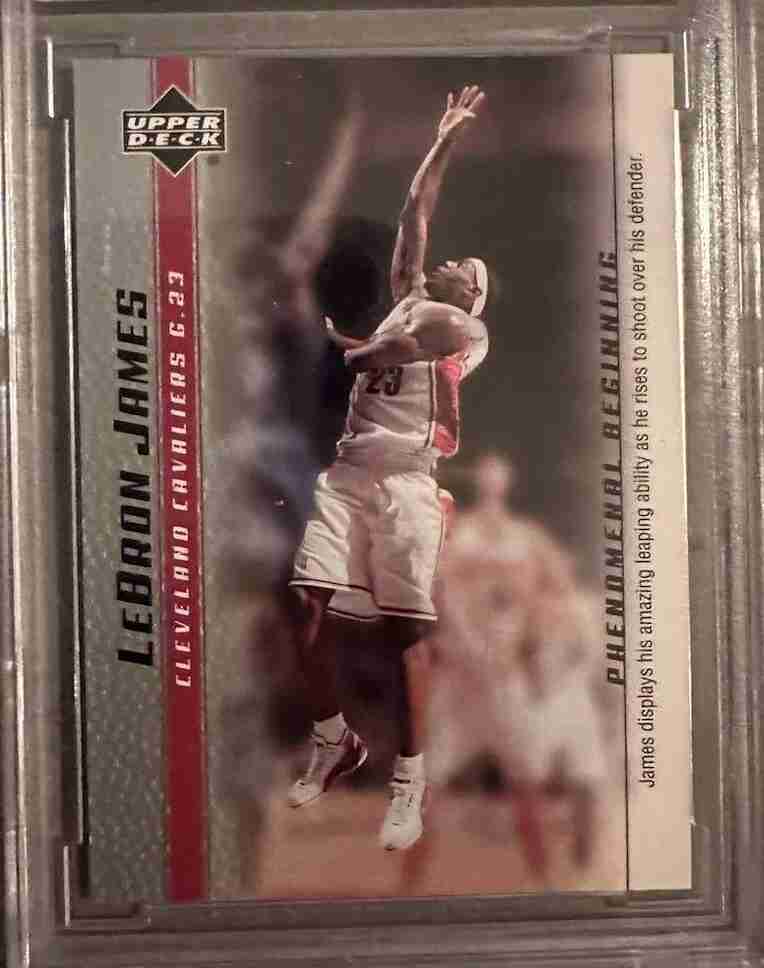 UPPER
D·E·C·K
LEBRON JAMES
CLEVELAND CAVALIERS G.23
23
PHENOMENAL BEGINNING
James displays his amazing leaping ability as he rises to shoot over his defender.